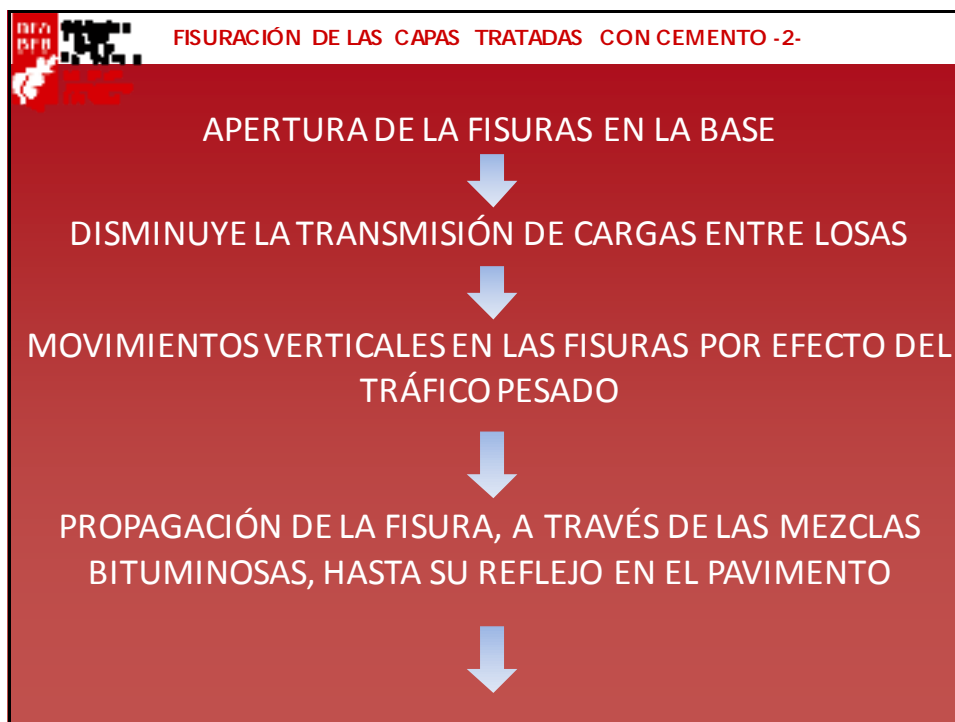 FISURACIÓN DE LAS CAPAS TRATADAS CON CEMENTO -2-
APERTURA DE LA FISURAS EN LA BASE
DISMINUYE LA TRANSMISIÓN DE CARGAS ENTRE LOSAS
MOVIMIENTOS VERTICALES EN LAS FISURAS POR EFECTO DEL
TRÁFICO PESADO
PROPAGACIÓN DE LA FISURA, A TRAVÉS DE LAS MEZCLAS
BITUMINOSAS, HASTA SU REFLEJO EN EL PAVIMENTO